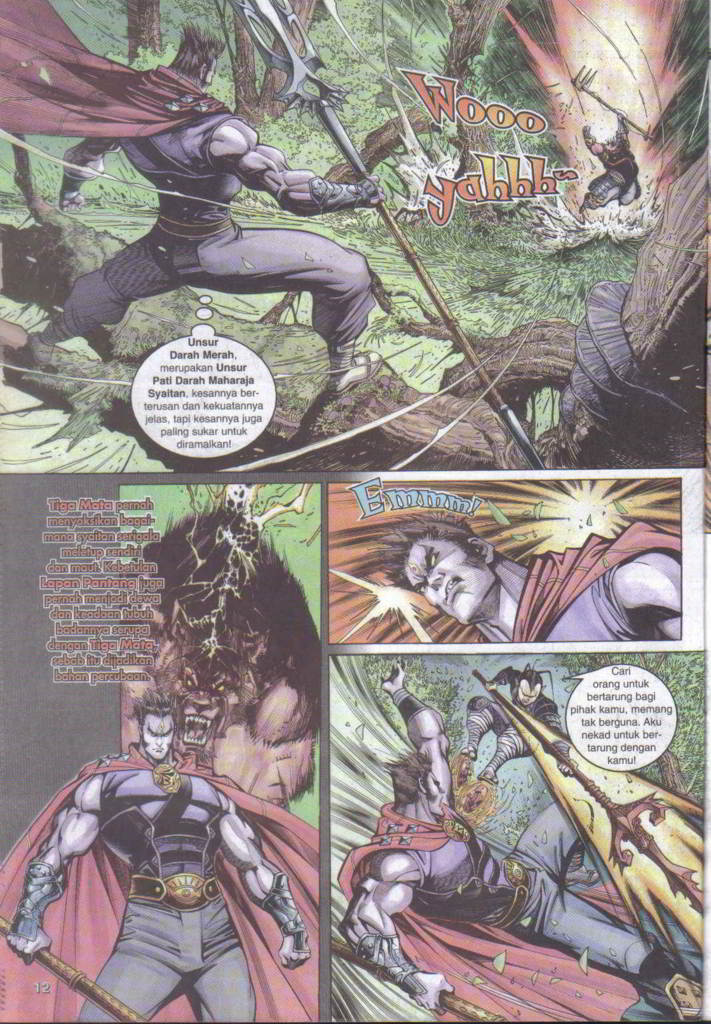 Wooo
yahhh~
Unsur
Darah Merah,
merupakan Unsur
Pati Darah Maharaja
Syaitan, kesannya ber-
terusan dan kekuatannya
jelas, tapi kesannya juga
paling sukar untuk
diramalkan!
Tiga Mata pernah
menyaksikan bagai-
mana syaitan serigala
meletup sendiri
dan maut. Kebetulan
Lapan Pantang juga
pernah menjadi dewa
dan keadaan tubuh
badannya serupa
dengan Tiga Mata,
sebab itu dijadikan
bahan percubaan.
Emmm!
Cari
orang untuk
bertarung bagi
pihak kamu, memang
tak berguna. Aku
nekad untuk ber-
tarung dengan
kamu!
12